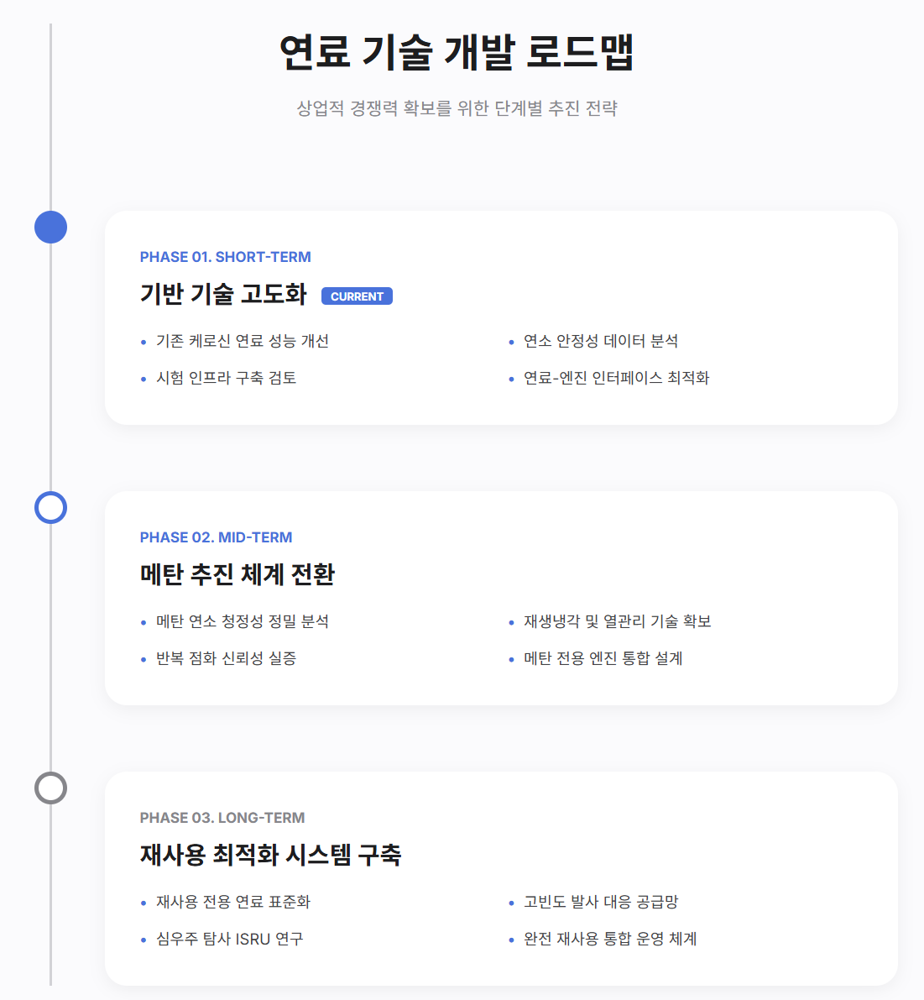 연료 기술 개발 로드맵
상업적 경쟁력 확보를 위한 단계별 추진 전략
PHASE 01. SHORT-TERM
기반 기술 고도화 CURRENT
• 기존 케로신 연료 성능 개선
• 연소 안정성 데이터 분석
• 시험 인프라 구축 검토
• 연료-엔진 인터페이스 최적화
PHASE 02. MID-TERM
메탄 추진 체계 전환
• 메탄 연소 청정성 정밀 분석
• 재생냉각 및 열관리 기술 확보
• 반복 점화 신뢰성 실증
• 메탄 전용 엔진 통합 설계
PHASE 03. LONG-TERM
재사용 최적화 시스템 구축
• 재사용 전용 연료 표준화
• 고빈도 발사 대응 공급망
• 심우주 탐사 ISRU 연구
• 완전 재사용 통합 운영 체계